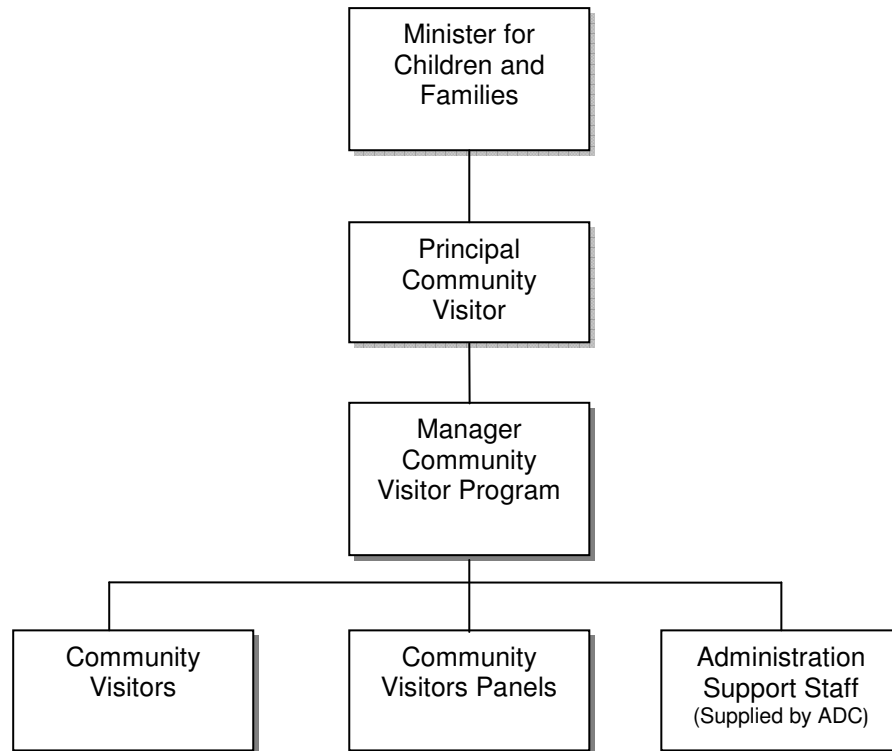 Minister for
Children and
Families
Principal
Community
Visitor
Manager
Community
Visitor Program
Community
Visitors
Community
Visitors Panels
Administration
Support Staff
(Supplied by ADC)